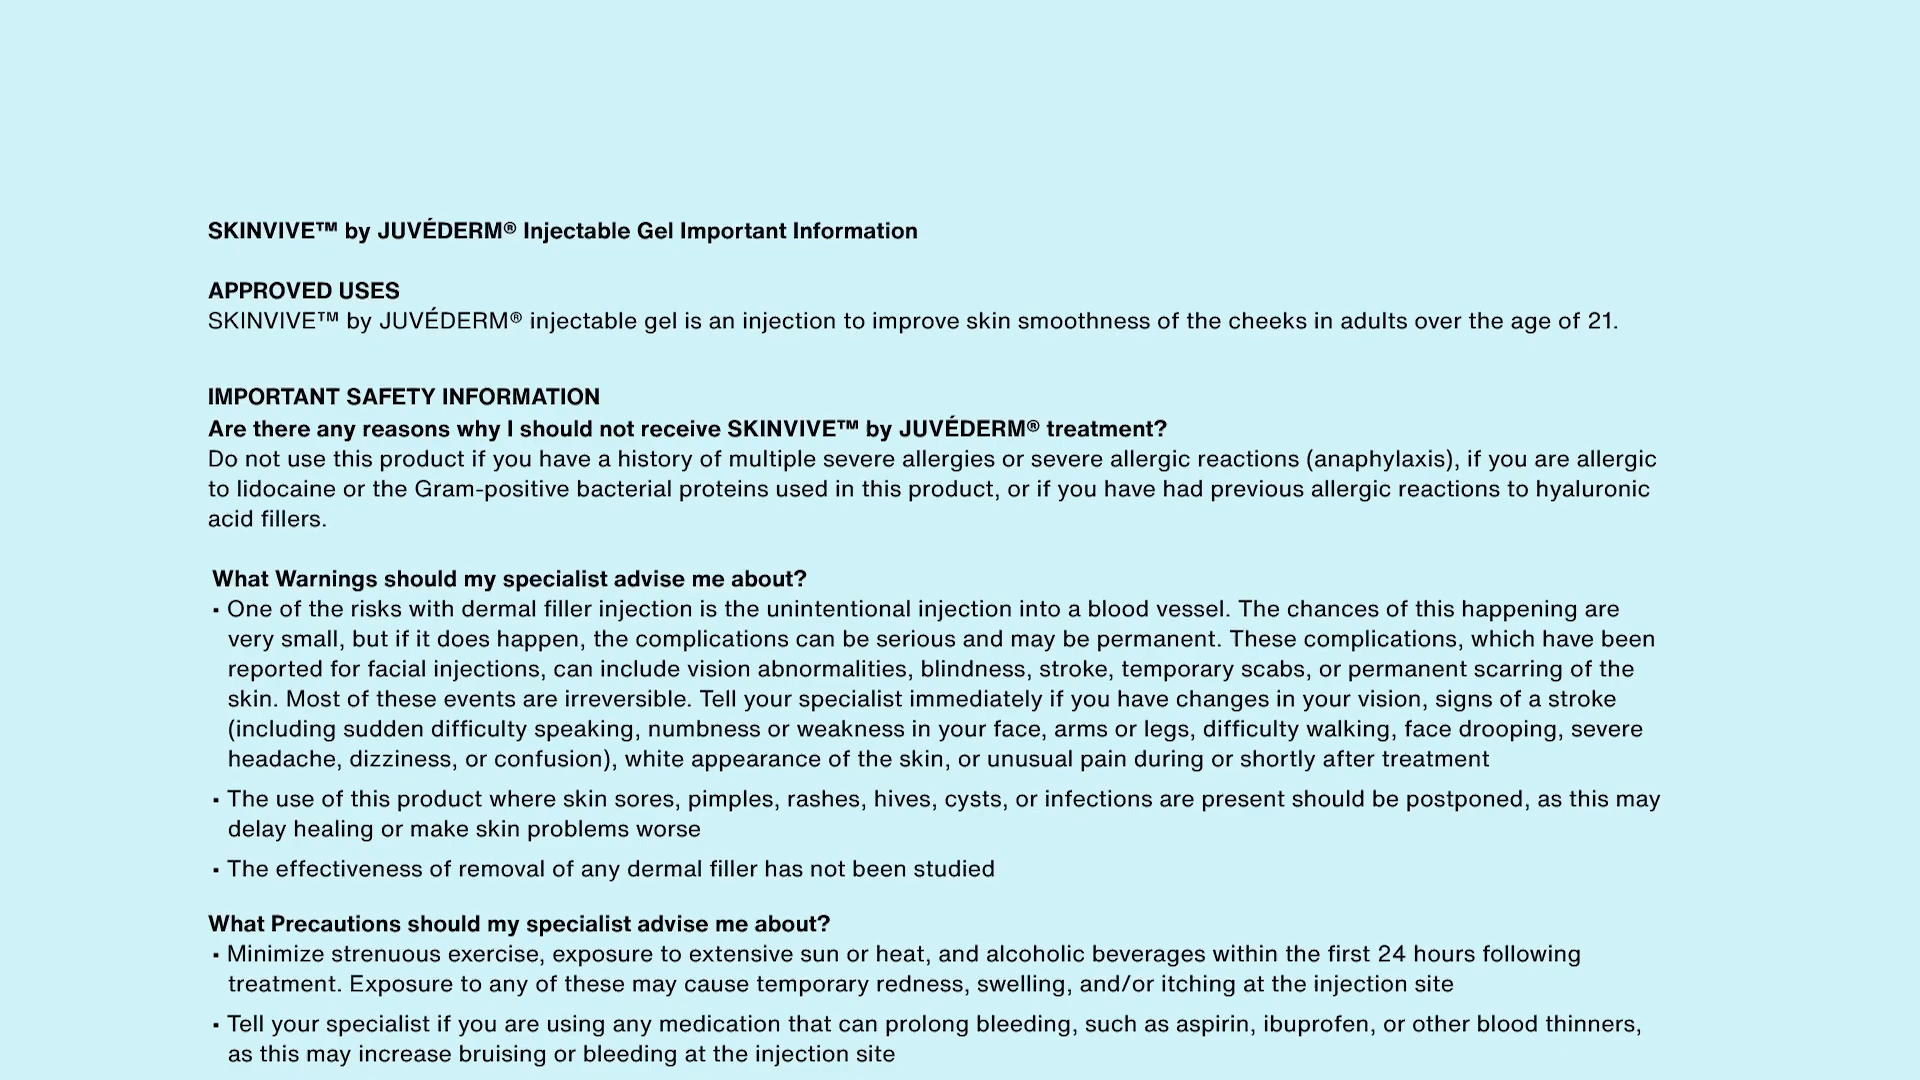 SKINVIVE™ by JUVÉDERM® Injectable Gel Important Information
APPROVED USES
SKINVIVE™ by JUVÉDERM® injectable gel is an injection to improve skin smoothness of the cheeks in adults over the age of 21.
IMPORTANT SAFETY INFORMATION
Are there any reasons why I should not receive SKINVIVE™ by JUVÉDERM® treatment?
Do not use this product if you have a history of multiple severe allergies or severe allergic reactions (anaphylaxis), if you are allergic
to lidocaine or the Gram-positive bacterial proteins used in this product, or if you have had previous allergic reactions to hyaluronic
acid fillers.
What Warnings should my specialist advise me about?
▪ One of the risks with dermal filler injection is the unintentional injection into a blood vessel. The chances of this happening are
very small, but if it does happen, the complications can be serious and may be permanent. These complications, which have been
reported for facial injections, can include vision abnormalities, blindness, stroke, temporary scabs, or permanent scarring of the
skin. Most of these events are irreversible. Tell your specialist immediately if you have changes in your vision, signs of a stroke
(including sudden difficulty speaking, numbness or weakness in your face, arms or legs, difficulty walking, face drooping, severe
headache, dizziness, or confusion), white appearance of the skin, or unusual pain during or shortly after treatment
▪ The use of this product where skin sores, pimples, rashes, hives, cysts, or infections are present should be postponed, as this may
delay healing or make skin problems worse
▪ The effectiveness of removal of any dermal filler has not been studied
What Precautions should my specialist advise me about?
▪ Minimize strenuous exercise, exposure to extensive sun or heat, and alcoholic beverages within the first 24 hours following
treatment. Exposure to any of these may cause temporary redness, swelling, and/or itching at the injection site
▪ Tell your specialist if you are using any medication that can prolong bleeding, such as aspirin, ibuprofen, or other blood thinners,
as this may increase bruising or bleeding at the injection site